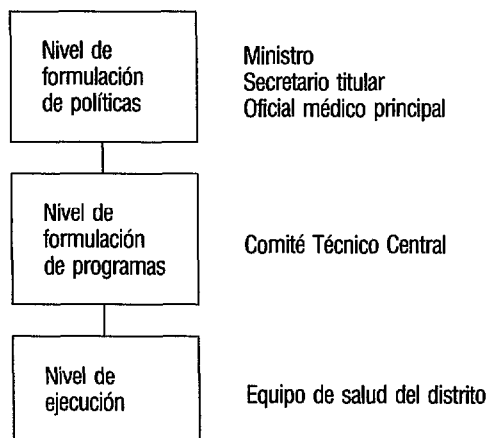 Nivel de
formulación
de políticas
Ministro
Secretario titular
Oficial médico principal
Nivel de
formulación
de programas
Comité Técnico Central
Nivel de
ejecución
Equipo de salud del distrito